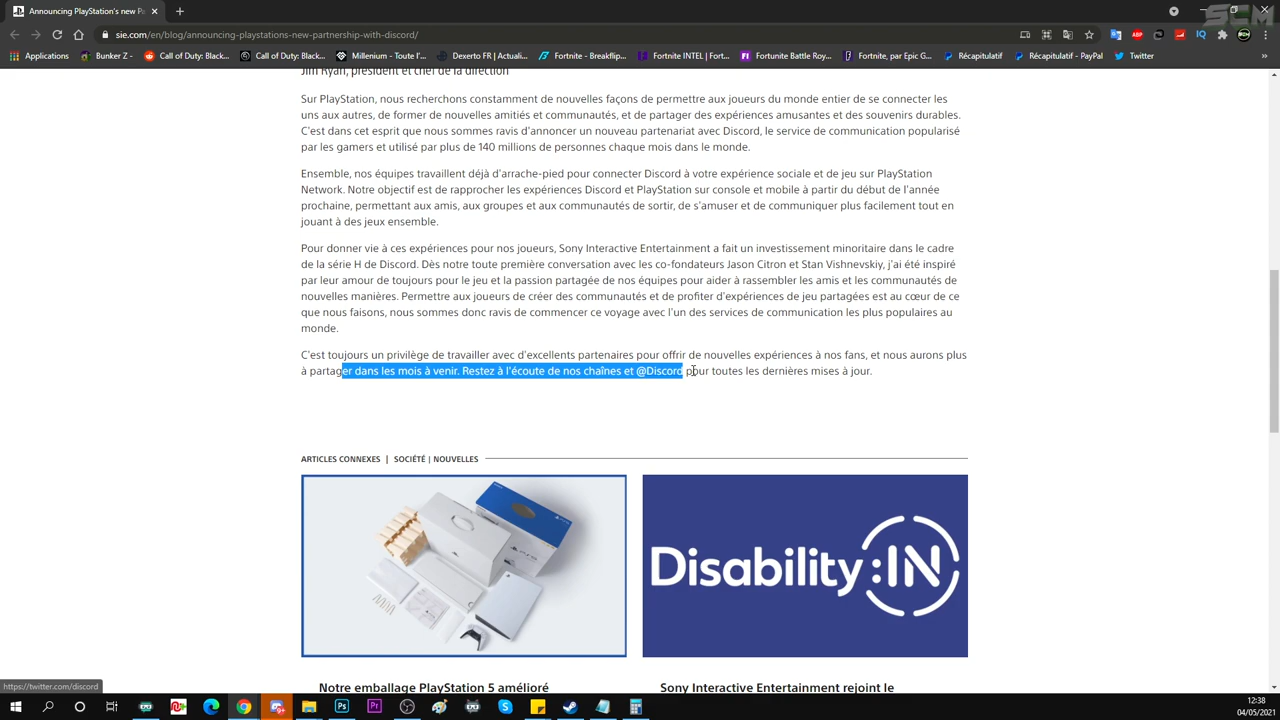 Announcing PlayStation's new Pa
SCM
sie.com/en/blog/announcing-playstations-new-partnership-with-discord/
Applications
Bunker Z -
Call of Duty: Black...
Call of Duty: Black...
Millenium - Toute l'...
Dexerto FR | Actuali...
Fortnite - Breakflip...
Fortnite INTEL | Fort...
Fortnite Battle Roy...
Fortnite, par Epic G...
Récapitulatif
Récapitulatif - PayPal
Twitter
Jim Ryan, président et chef de la direction
Sur PlayStation, nous recherchons constamment de nouvelles façons de permettre aux joueurs du monde entier de se connecter les
uns aux autres, de former de nouvelles amitiés et communautés, et de partager des expériences amusantes et des souvenirs durables.
C'est dans cet esprit que nous sommes ravis d'annoncer un nouveau partenariat avec Discord, le service de communication popularisé
par les gamers et utilisé par plus de 140 millions de personnes chaque mois dans le monde.
Ensemble, nos équipes travaillent déjà d'arrache-pied pour connecter Discord à votre expérience sociale et de jeu sur PlayStation
Network. Notre objectif est de rapprocher les expériences Discord et PlayStation sur console et mobile à partir du début de l'année
prochaine, permettant aux amis, aux groupes et aux communautés de sortir, de s'amuser et de communiquer plus facilement tout en
jouant à des jeux ensemble.
Pour donner vie à ces expériences pour nos joueurs, Sony Interactive Entertainment a fait un investissement minoritaire dans le cadre
de la série H de Discord. Dès notre toute première conversation avec les co-fondateurs Jason Citron et Stan Vishnevskiy, j'ai été inspiré
par leur amour de toujours pour le jeu et la passion partagée de nos équipes pour aider à rassembler les amis et les communautés de
nouvelles manières. Permettre aux joueurs de créer des communautés et de profiter d'expériences de jeu partagées est au cœur de ce
que nous faisons, nous sommes donc ravis de commencer ce voyage avec l'un des services de communication les plus populaires au
monde.
C'est toujours un privilège de travailler avec d'excellents partenaires pour offrir de nouvelles expériences à nos fans, et nous aurons plus
à partager dans les mois à venir. Restez à l'écoute de nos chaînes et @Discord pour toutes les dernières mises à jour.
ARTICLES CONNEXES | SOCIÉTÉ | NOUVELLES
Disability:IN
Notre emballage PlayStation 5 amélioré
Sony Interactive Entertainment rejoint le
https://twitter.com/discord
12:38
04/05/2021